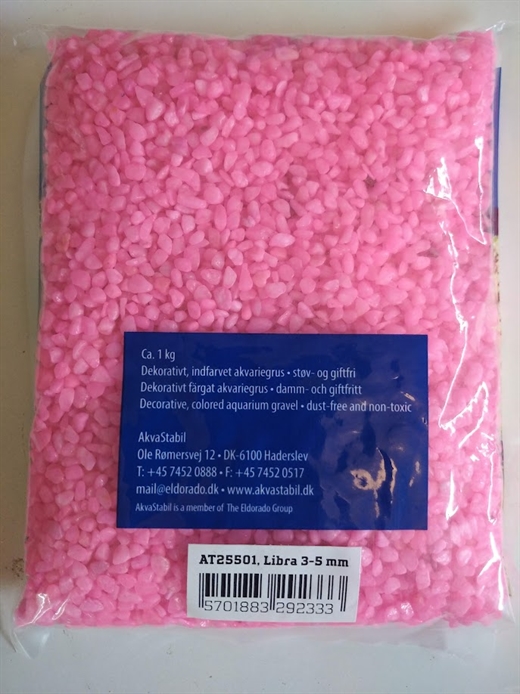 Ca. 1 kg
Dekorativt, indfarvet akvariegrus • støv- og giftfri
Dekorativt färgat akvariegrus • damm- och giftfritt
Decorative, colored aquarium gravel • dust-free and non-toxic
AkvaStabil
Ole Rømersvej 12 • DK-6100 Haderslev
T: +45 7452 0888 • F: +45 7452 0517
mail@eldorado.dk • www.akvastabil.dk
AkvaStabil is a member of The Eldorado Group
AT25501, Libra 3-5 mm
5701883 292333